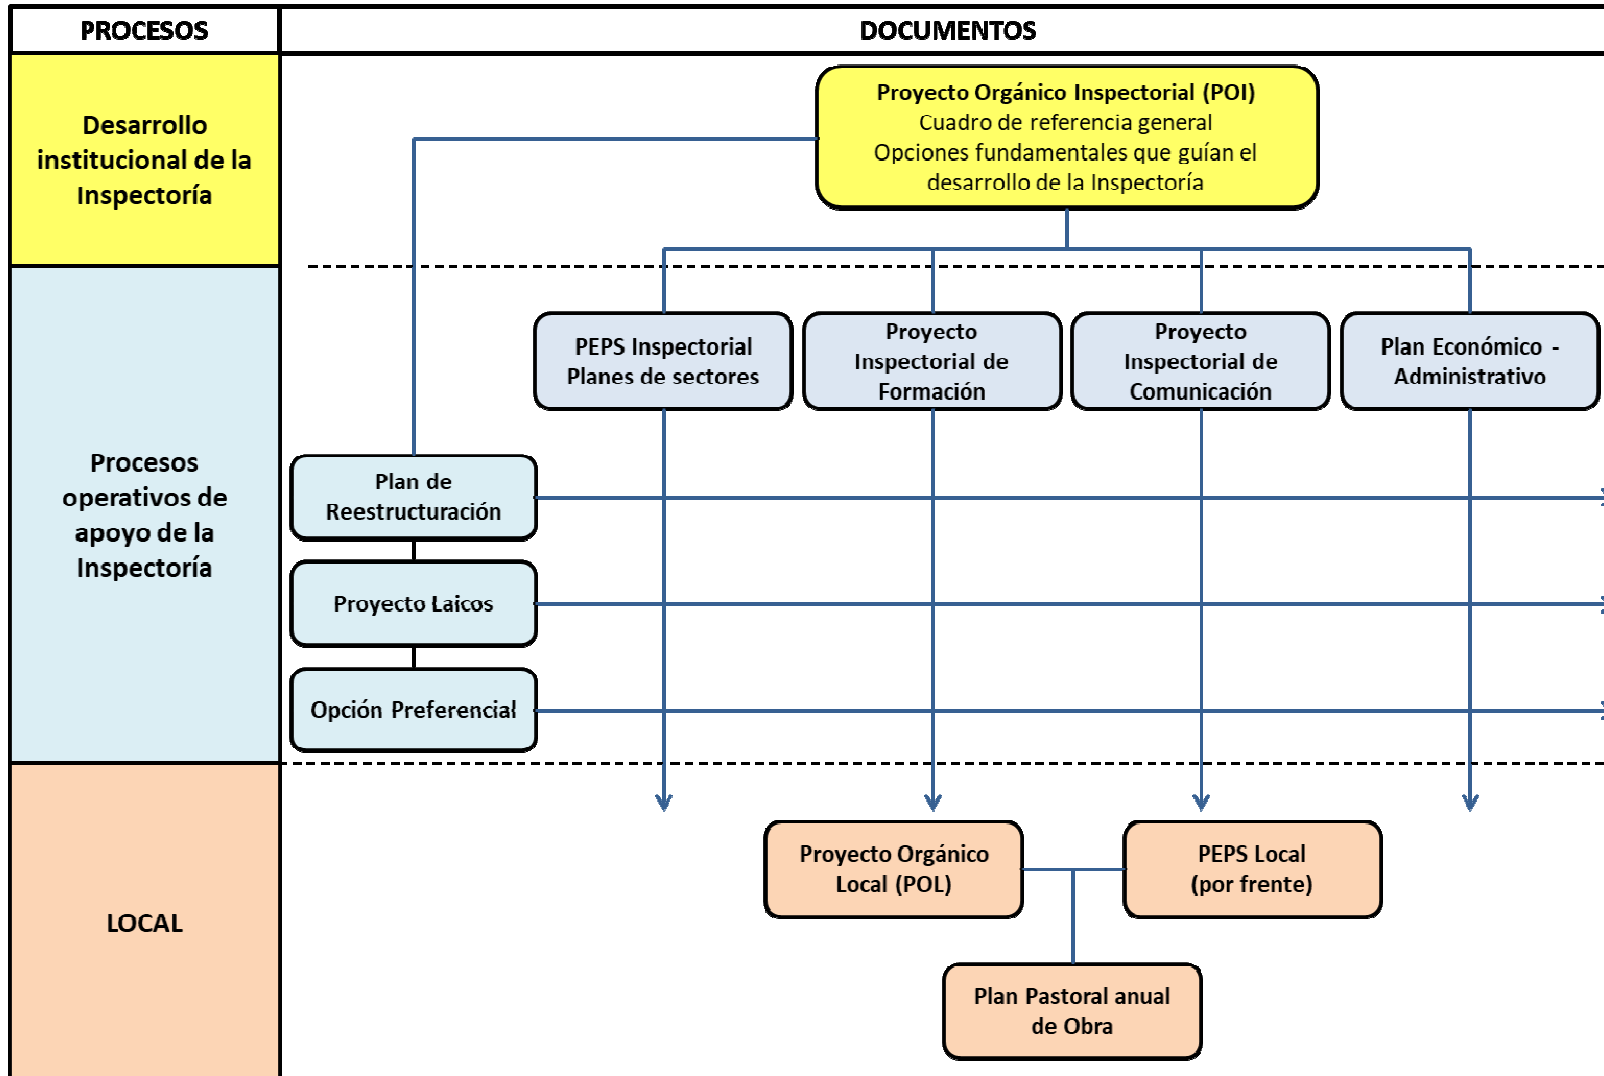 PROCESOS
DOCUMENTOS
Desarrollo
institucional de la
Inspectoría
Proyecto Orgánico Inspectorial (POI)
Cuadro de referencia general
Opciones fundamentales que guían el
desarrollo de la Inspectoría
Procesos
operativos de
apoyo de la
Inspectoría
PEPS Inspectorial
Planes de sectores
Proyecto
Inspectorial de
Formación
Proyecto
Inspectorial de
Comunicación
Plan Económico -
Administrativo
Plan de
Reestructuración
Proyecto Laicos
Opción Preferencial
LOCAL
Proyecto Orgánico
Local (POL)
PEPS Local
(por frente)
Plan Pastoral anual
de Obra